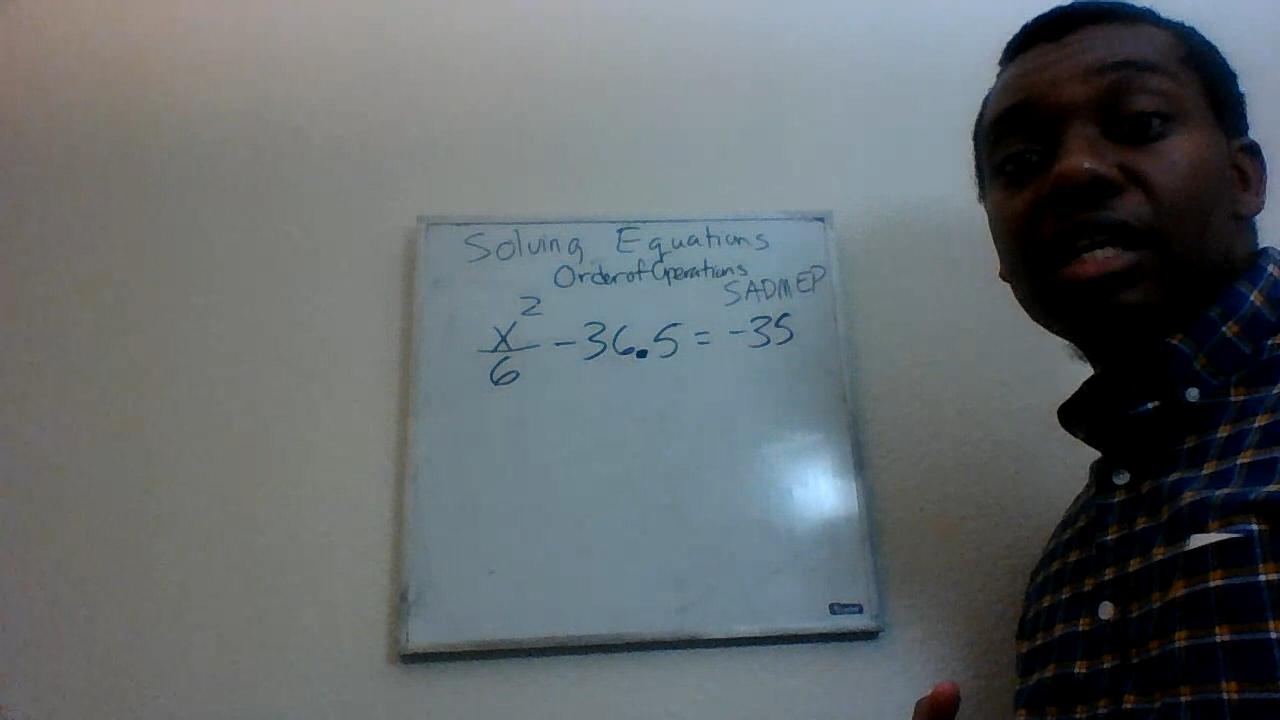 Solving Equations
Order of Operations
SADMEP
x²/6 - 36.5 = -35